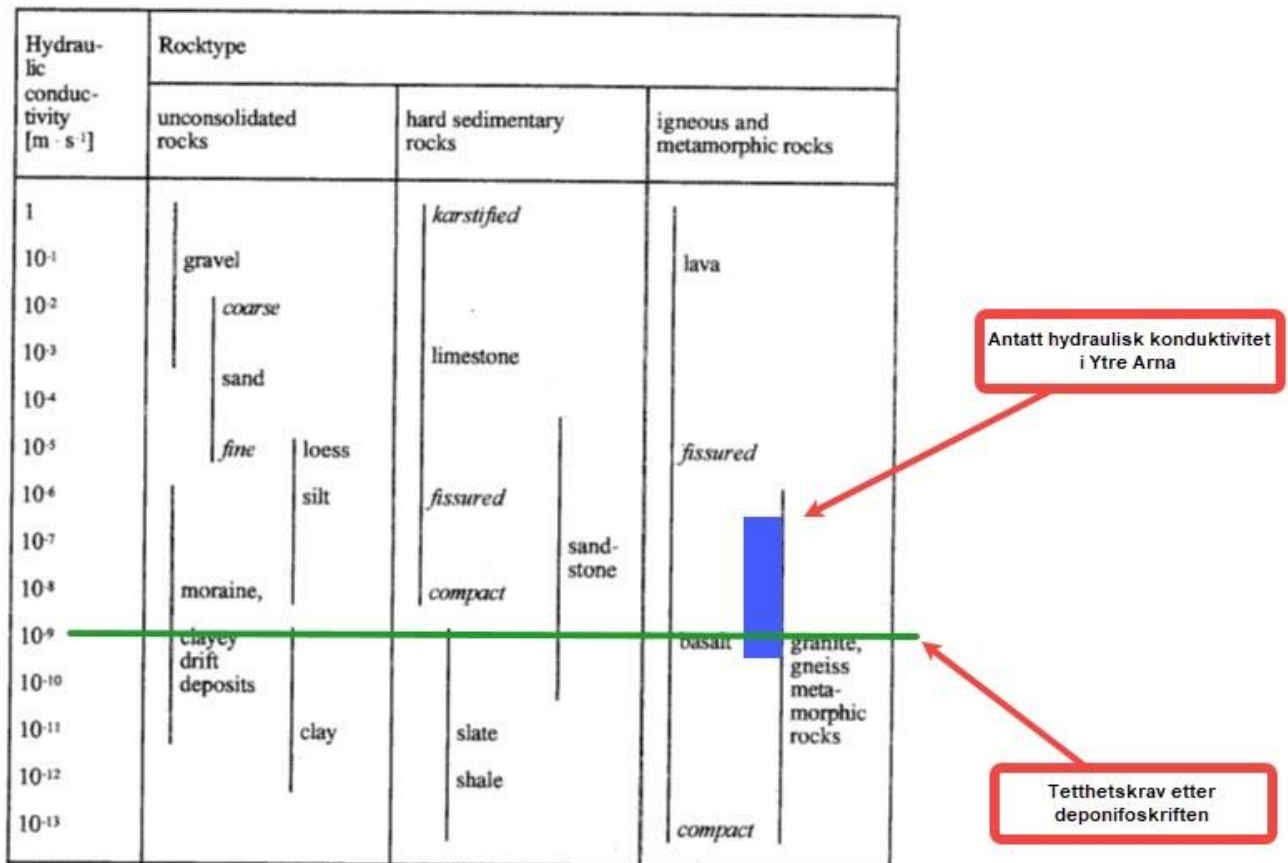 Hydrau-
lic
conduc-
tivity
[m · s⁻¹]
Rocktype
unconsolidated
rocks
hard sedimentary
rocks
igneous and
metamorphic rocks
1
10⁻¹
10⁻²
10⁻³
10⁻⁴
10⁻⁵
10⁻⁶
10⁻⁷
10⁻⁸
10⁻⁹
10⁻¹⁰
10⁻¹¹
10⁻¹²
10⁻¹³
gravel
coarse
sand
fine
loess
silt
moraine,
clayey
drift
deposits
clay
karstified
limestone
fissured
compact
sand-
stone
slate
shale
lava
fissured
basalt
compact
granite,
gneiss
meta-
morphic
rocks
Antatt hydraulisk konduktivitet
i Ytre Arna
Tetthetskrav etter
deponifoskriften